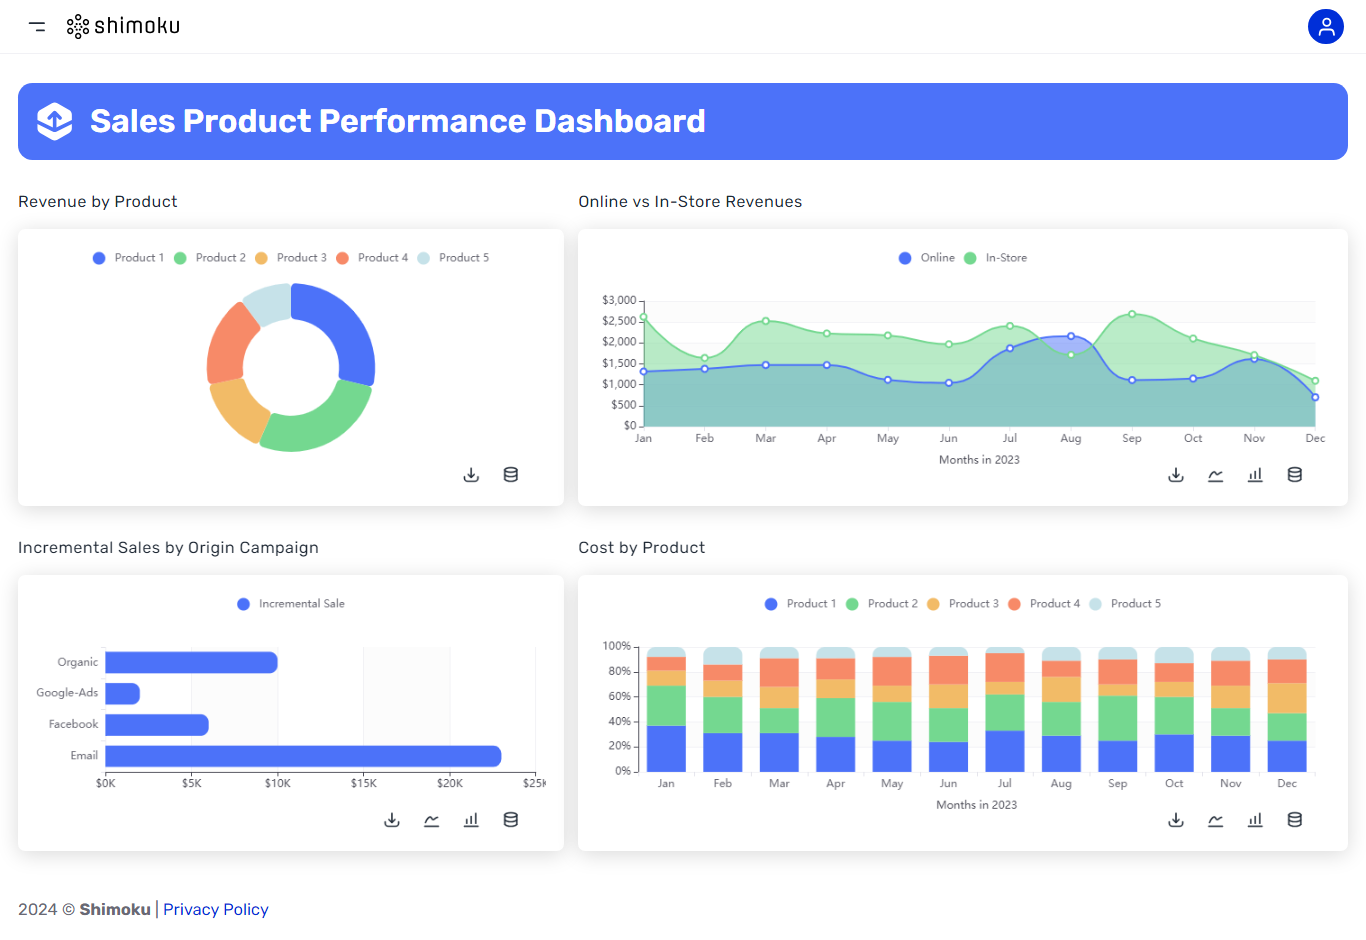 shimoku
Sales Product Performance Dashboard
Revenue by Product
Product 1 Product 2 Product 3 Product 4 Product 5
Online vs In-Store Revenues
Online In-Store
$3,000
$2,500
$2,000
$1,500
$1,000
$500
$0
Jan Feb Mar Apr May Jun Jul Aug Sep Oct Nov Dec
Months in 2023
Incremental Sales by Origin Campaign
Incremental Sale
Organic
Google-Ads
Facebook
Email
$0K $5K $10K $15K $20K $25K
Cost by Product
Product 1 Product 2 Product 3 Product 4 Product 5
100%
80%
60%
40%
20%
0%
Jan Feb Mar Apr May Jun Jul Aug Sep Oct Nov Dec
Months in 2023
2024 © Shimoku | Privacy Policy